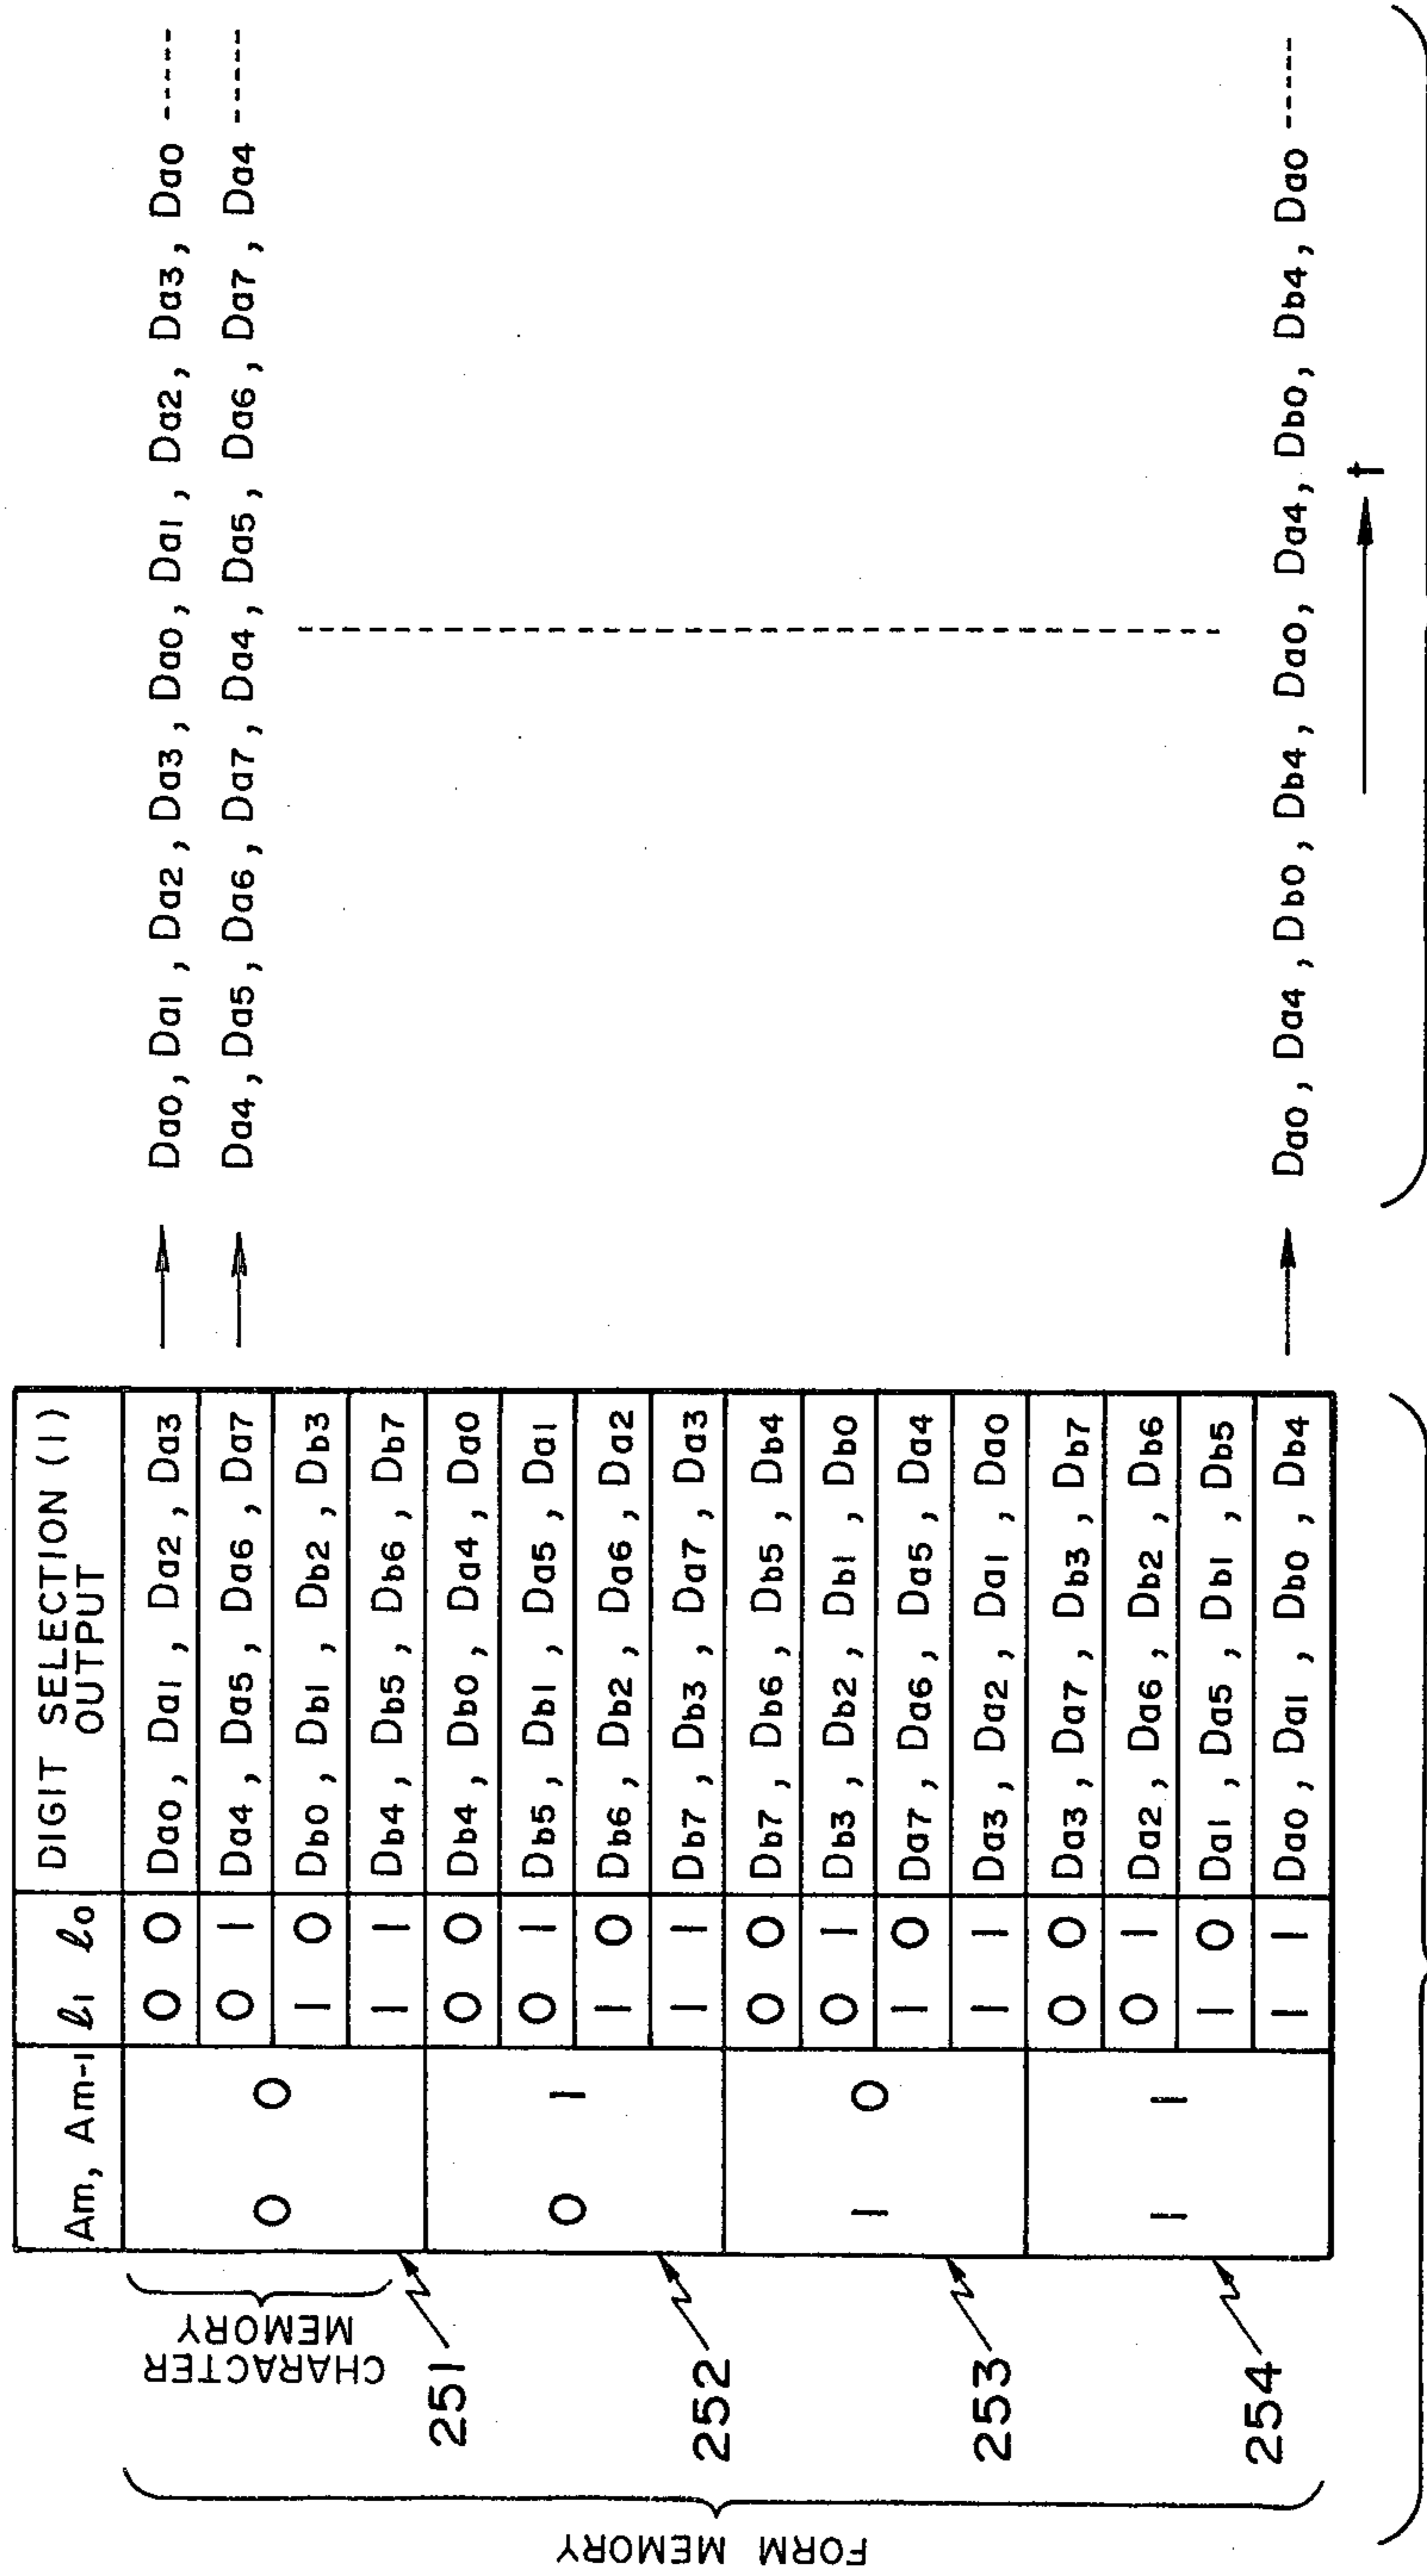 Am, Am-1 ℓ1 ℓ0 DIGIT SELECTION (1) OUTPUT
0 0 0 0 Da0, Da1, Da2, Da3 → Da0, Da1, Da2, Da3, Da0, Da1, Da2, Da3, Da0 -----
0 1 Da4, Da5, Da6, Da7 → Da4, Da5, Da6, Da7, Da4, Da5, Da6, Da7, Da4 -----
1 0 Db0, Db1, Db2, Db3
1 1 Db4, Db5, Db6, Db7
0 1 0 0 Db4, Db0, Da4, Da0
0 1 Db5, Db1, Da5, Da1
1 0 Db6, Db2, Da6, Da2
1 1 Db7, Db3, Da7, Da3
1 0 0 0 Db7, Db6, Db5, Db4
0 1 Db3, Db2, Db1, Db0
1 0 Da7, Da6, Da5, Da4
1 1 Da3, Da2, Da1, Da0
1 1 0 0 Da3, Da7, Db3, Db7
0 1 Da2, Da6, Db2, Db6
1 0 Da1, Da5, Db1, Db5
1 1 Da0, Da1, Db0, Db4 → Da0, Da4, Db0, Db4, Da0, Da4, Db0, Db4, Da0 -----
→ t
CHARACTER
MEMORY
251
252
253
254
FORM MEMORY